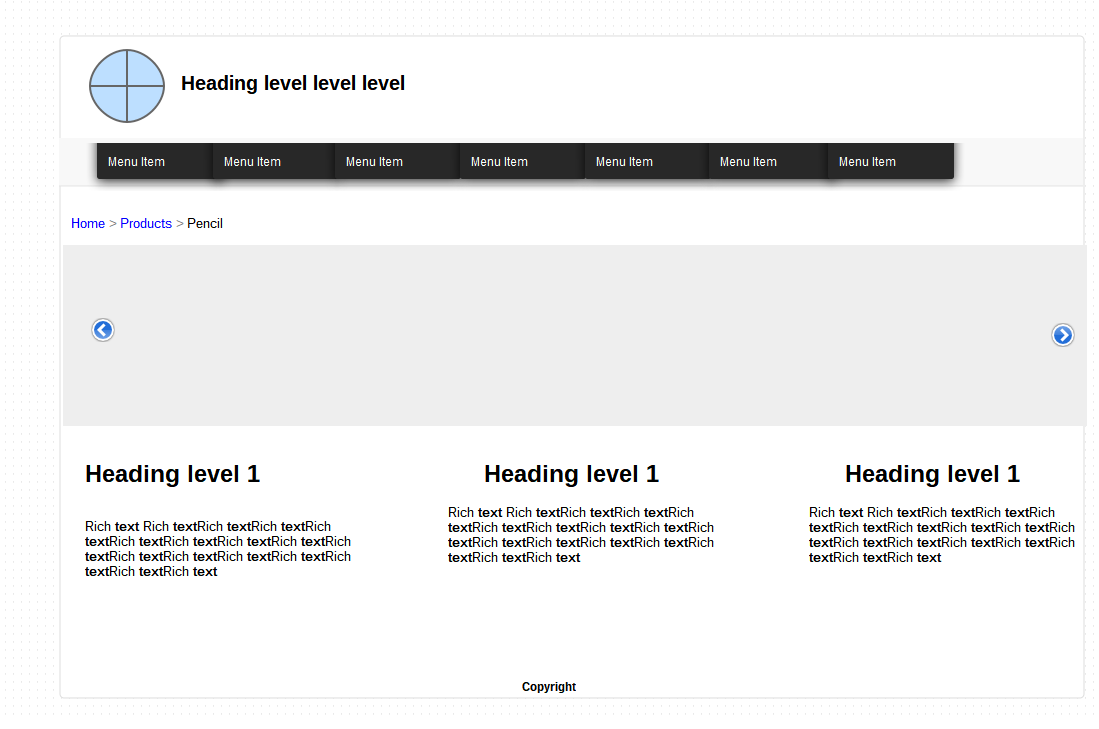 Heading level level level
Menu Item Menu Item Menu Item Menu Item Menu Item Menu Item Menu Item
Home > Products > Pencil
Heading level 1
Rich text Rich textRich textRich textRich
textRich textRich textRich textRich textRich
textRich textRich textRich textRich textRich
textRich textRich text
Heading level 1
Rich text Rich textRich textRich textRich
textRich textRich textRich textRich textRich
textRich textRich textRich textRich textRich
textRich textRich text
Heading level 1
Rich text Rich textRich textRich textRich
textRich textRich textRich textRich textRich
textRich textRich textRich textRich textRich
textRich textRich text
Copyright